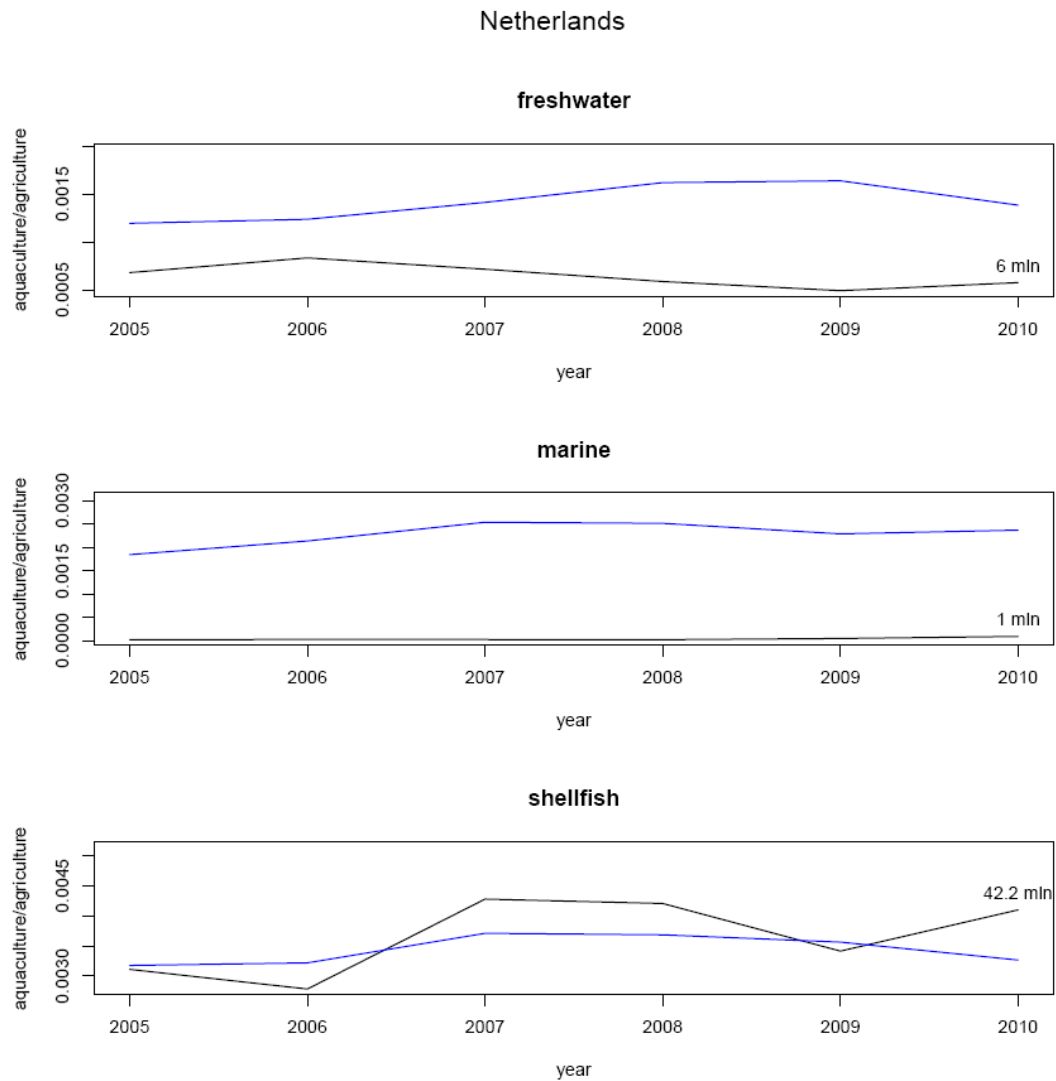 Netherlands
freshwater
aquaculture/agriculture
0.0015
0.0005
6 mln
2005 2006 2007 2008 2009 2010
year
marine
aquaculture/agriculture
0.0030
0.0015
0.0000
1 mln
2005 2006 2007 2008 2009 2010
year
shellfish
aquaculture/agriculture
0.0045
0.0030
42.2 mln
2005 2006 2007 2008 2009 2010
year